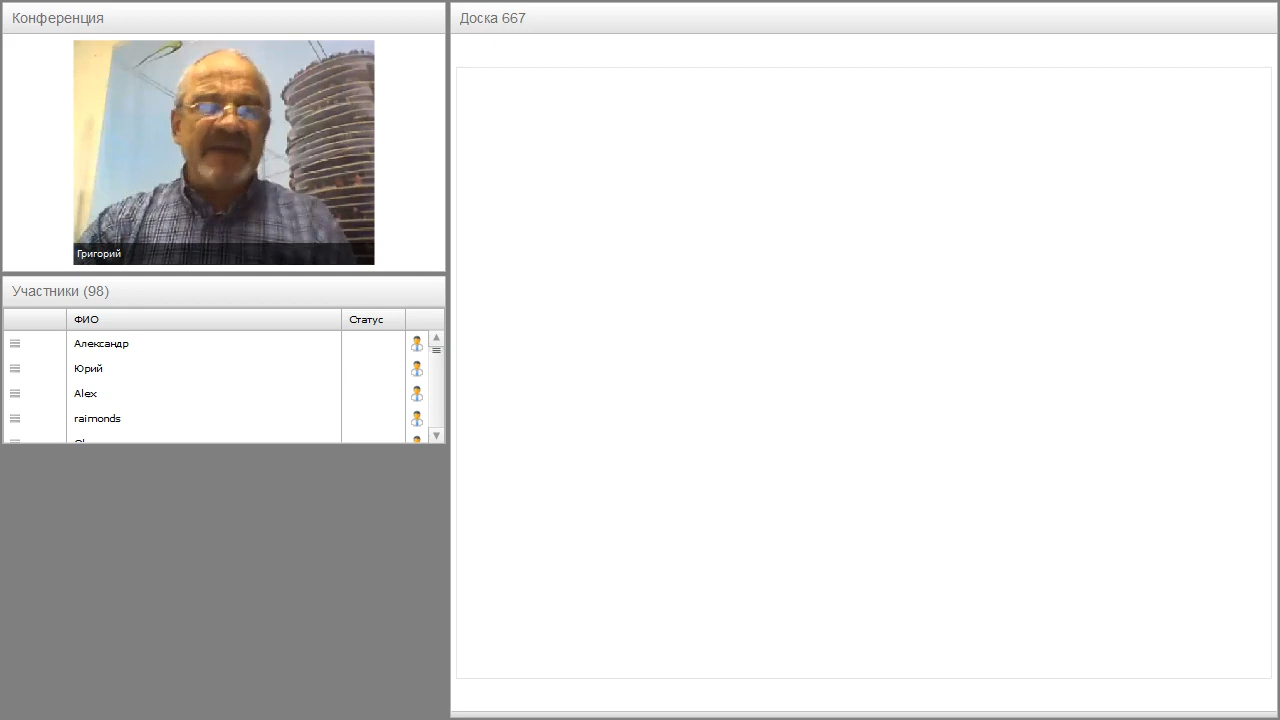 Конференция
Григорий
Участники (98)
ФИО Статус
Александр
Юрий
Alex
raimonds
Доска 667